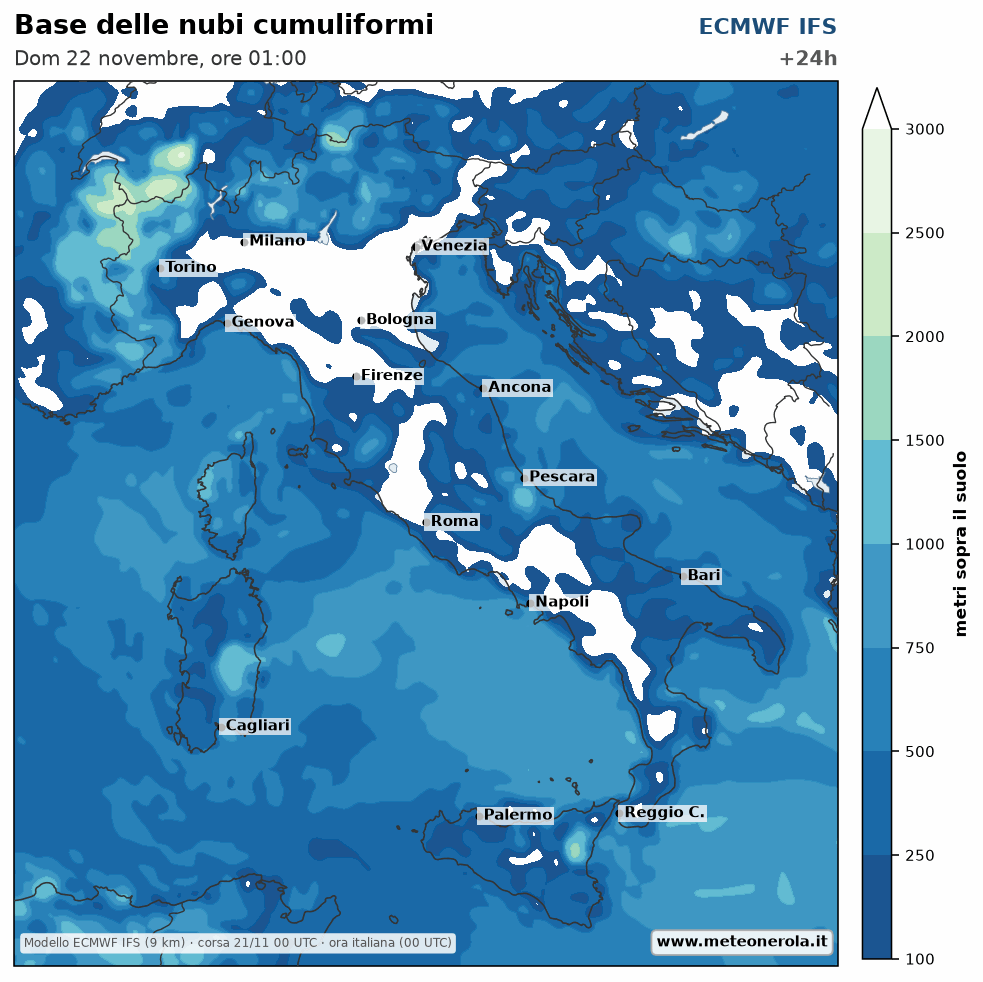 Base delle nubi cumuliformi
ECMWF IFS
Dom 22 novembre, ore 01:00
+24h
3000
2500
2000
1500
1000
750
500
250
100
metri sopra il suolo
Milano
Venezia
Torino
Genova
Bologna
Firenze
Ancona
Pescara
Roma
Bari
Napoli
Cagliari
Palermo
Reggio C.
Modello ECMWF IFS (9 km) · corsa 21/11 00 UTC · ora italiana (00 UTC)
www.meteonerola.it